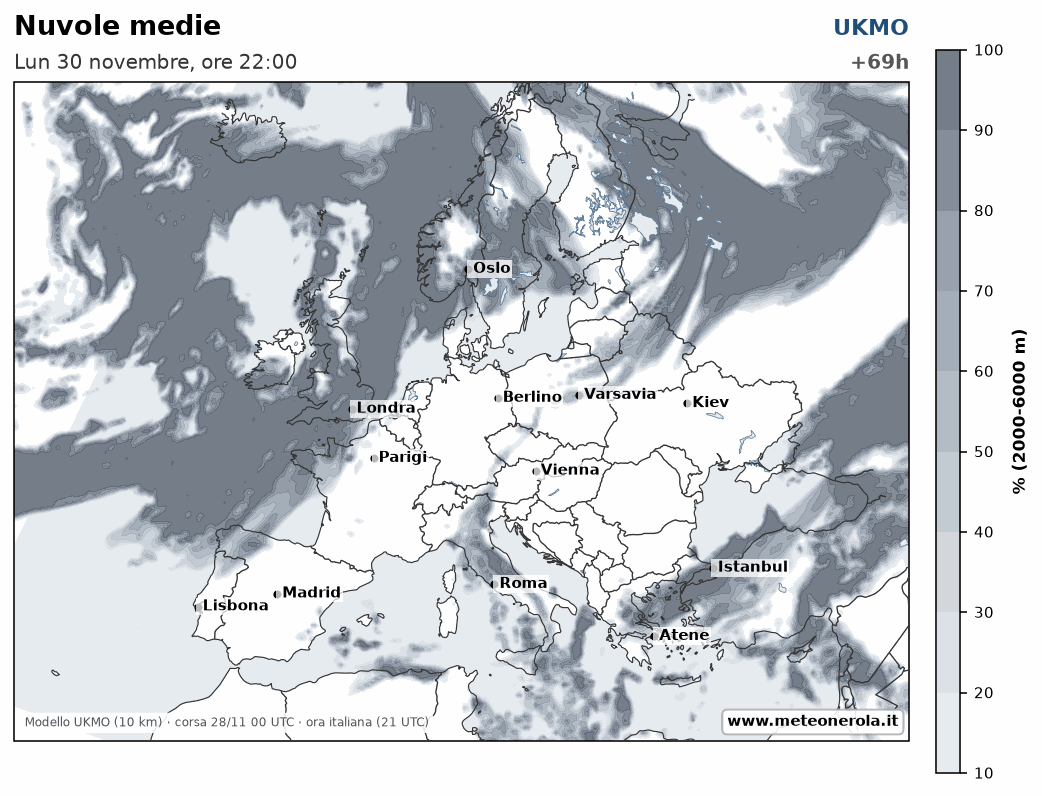 Nuvole medie
UKMO
Lun 30 novembre, ore 22:00
+69h
100
90
80
70
60
50
40
30
20
10
% (2000-6000 m)
Oslo
Berlino
Varsavia
Kiev
Londra
Parigi
Vienna
Istanbul
Roma
Madrid
Lisbona
Atene
Modello UKMO (10 km) · corsa 28/11 00 UTC · ora italiana (21 UTC)
www.meteonerola.it